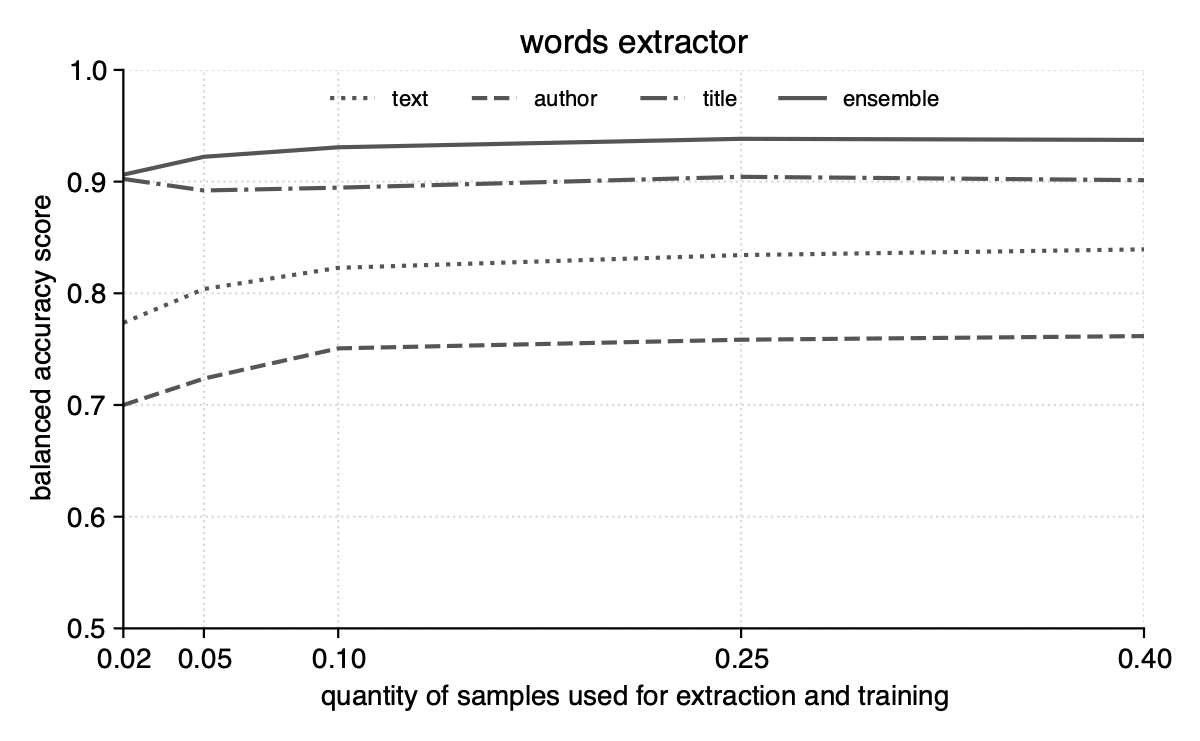 words extractor
text author title ensemble
1.0
0.9
0.8
0.7
0.6
0.5
balanced accuracy score
0.02 0.05 0.10 0.25 0.40
quantity of samples used for extraction and training